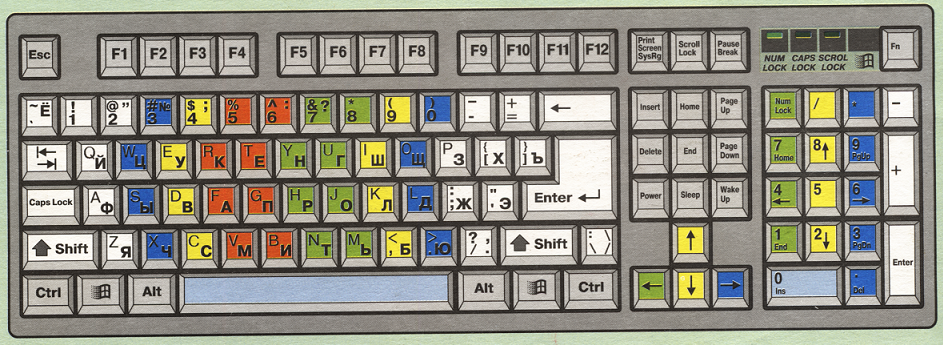 Esc F1 F2 F3 F4 F5 F6 F7 F8 F9 F10 F11 F12 Print Screen SysRg Scroll Lock Pause Break NUM LOCK CAPS LOCK SCROL LOCK Fn
~ Ё ! 1 @ " 2 # № 3 $ ; 4 % 5 ^ : 6 & ? 7 * 8 ( 9 ) 0 - - + = ← Insert Home Page Up Num Lock / * -
Q Й W Ц E У R К T Е Y Н U Г I Ш O Щ P З { [ Х } ] Ъ Delete End Page Down 7 Home 8 ↑ 9 PgUp +
Caps Lock A Ф S Ы D В F А G П H Р J О K Л L Д : ; Ж " ' Э Enter Power Sleep Wake Up 4 ← 5 6 →
Shift Z Я X Ч C С V М B И N Т M Ь < , Б > . Ю ? / Shift \ ↑ 1 End 2 ↓ 3 PgDn Enter
Ctrl Alt Alt Ctrl ← ↓ → 0 Ins . Del